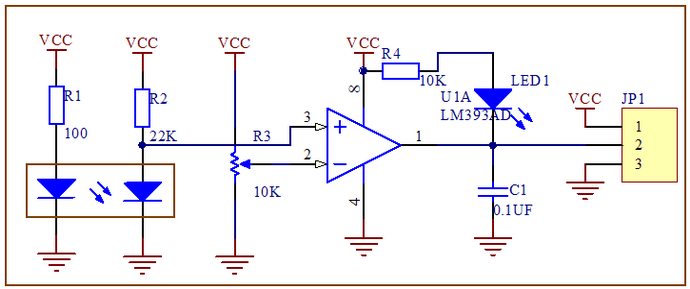 VCC
VCC
VCC
VCC
R4
10K
LED1
U1A
LM393AD
R1
100
R2
22K
R3
10K
8
3
2
1
4
C1
0.1UF
VCC
JP1
1
2
3